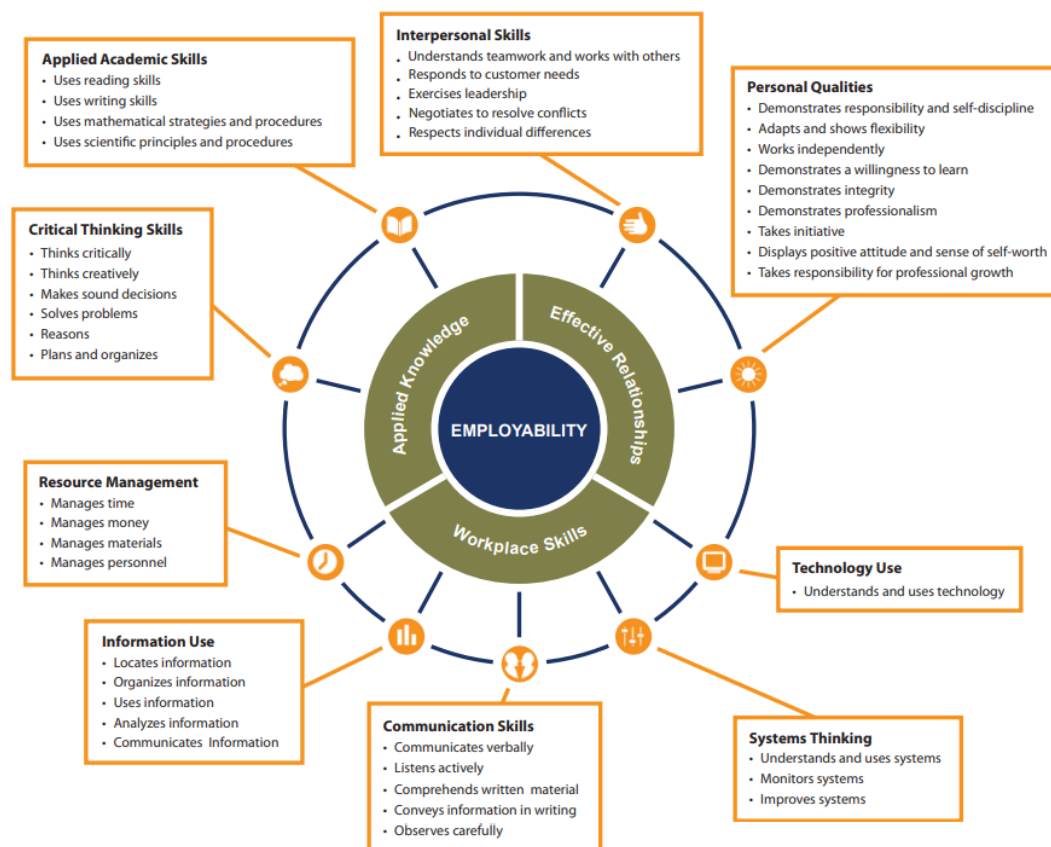 Applied Academic Skills
• Uses reading skills
• Uses writing skills
• Uses mathematical strategies and procedures
• Uses scientific principles and procedures
Interpersonal Skills
• Understands teamwork and works with others
• Responds to customer needs
• Exercises leadership
• Negotiates to resolve conflicts
• Respects individual differences
Personal Qualities
• Demonstrates responsibility and self-discipline
• Adapts and shows flexibility
• Works independently
• Demonstrates a willingness to learn
• Demonstrates integrity
• Demonstrates professionalism
• Takes initiative
• Displays positive attitude and sense of self-worth
• Takes responsibility for professional growth
Critical Thinking Skills
• Thinks critically
• Thinks creatively
• Makes sound decisions
• Solves problems
• Reasons
• Plans and organizes
Applied Knowledge
Effective Relationships
EMPLOYABILITY
Workplace Skills
Resource Management
• Manages time
• Manages money
• Manages materials
• Manages personnel
Technology Use
• Understands and uses technology
Information Use
• Locates information
• Organizes information
• Uses information
• Analyzes information
• Communicates Information
Communication Skills
• Communicates verbally
• Listens actively
• Comprehends written material
• Conveys information in writing
• Observes carefully
Systems Thinking
• Understands and uses systems
• Monitors systems
• Improves systems